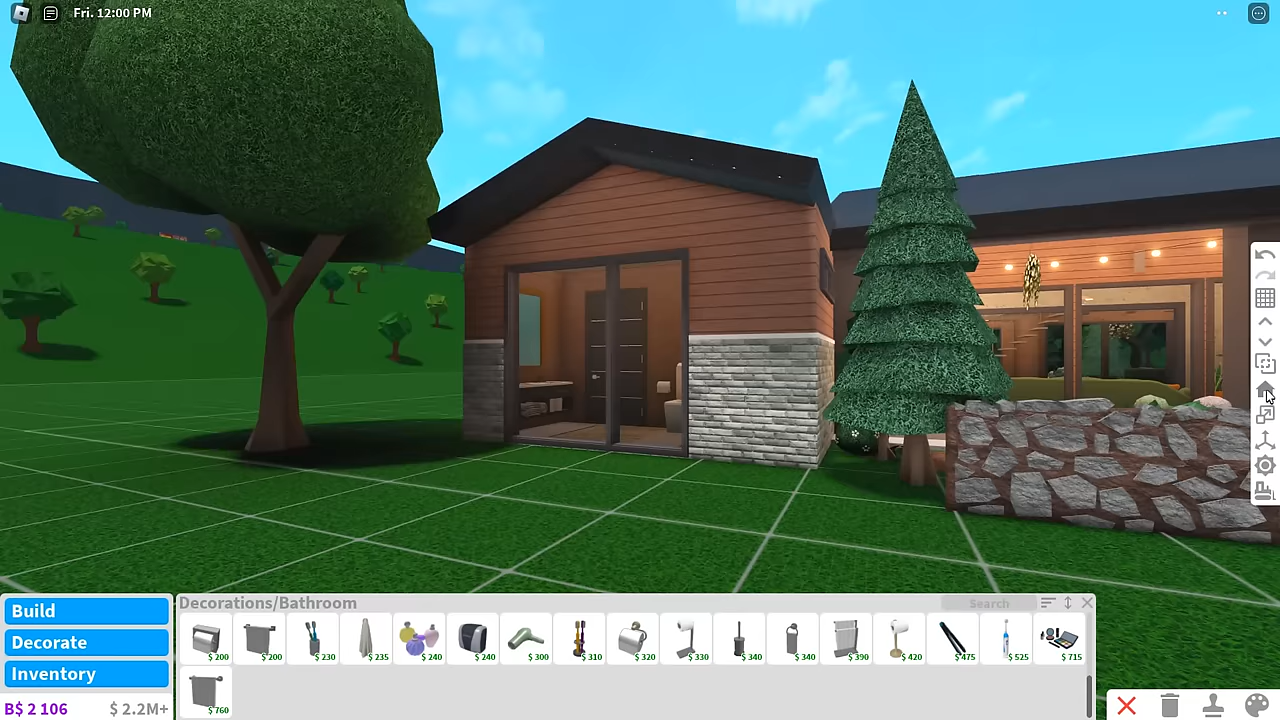 Fri. 12:00 PM
Decorations/Bathroom
Search
Build
Decorate
Inventory
B$ 2 106
$ 2.2M+
$ 200
$ 200
$ 230
$ 235
$ 240
$ 240
$ 300
$ 310
$ 320
$ 330
$ 340
$ 340
$ 390
$ 420
$ 475
$ 525
$ 715
$ 760